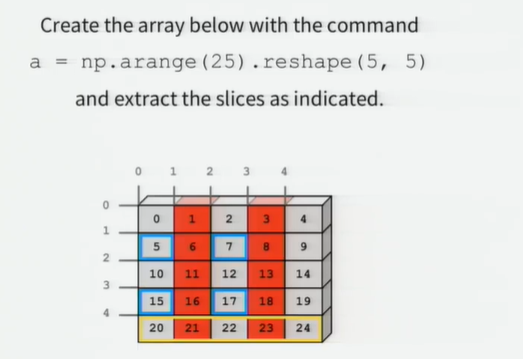 Create the array below with the command
a = np.arange(25).reshape(5, 5)
and extract the slices as indicated.
0 1 2 3 4
0
0 1 2 3 4
1
5 6 7 8 9
2
10 11 12 13 14
3
15 16 17 18 19
4
20 21 22 23 24